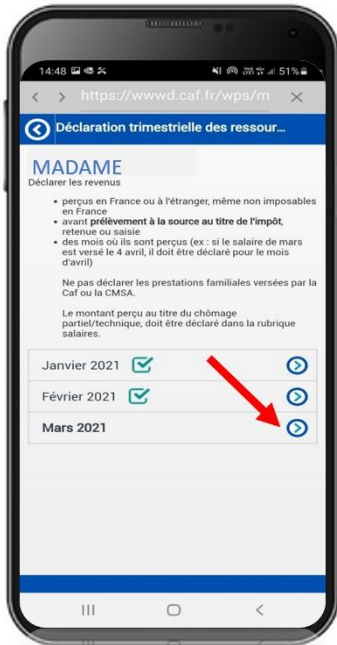 14:48 51%
https://wwwd.caf.fr/wps/m
Déclaration trimestrielle des ressour...
MADAME
Déclarer les revenus
• perçus en France ou à l'étranger, même non imposables
en France
• avant prélèvement à la source au titre de l'impôt,
retenue ou saisie
• des mois où ils sont perçus (ex : si le salaire de mars
est versé le 4 avril, il doit être déclaré pour le mois
d'avril)
Ne pas déclarer les prestations familiales versées par la
Caf ou la CMSA.
Le montant perçu au titre du chômage
partiel/technique, doit être déclaré dans la rubrique
salaires.
Janvier 2021
Février 2021
Mars 2021